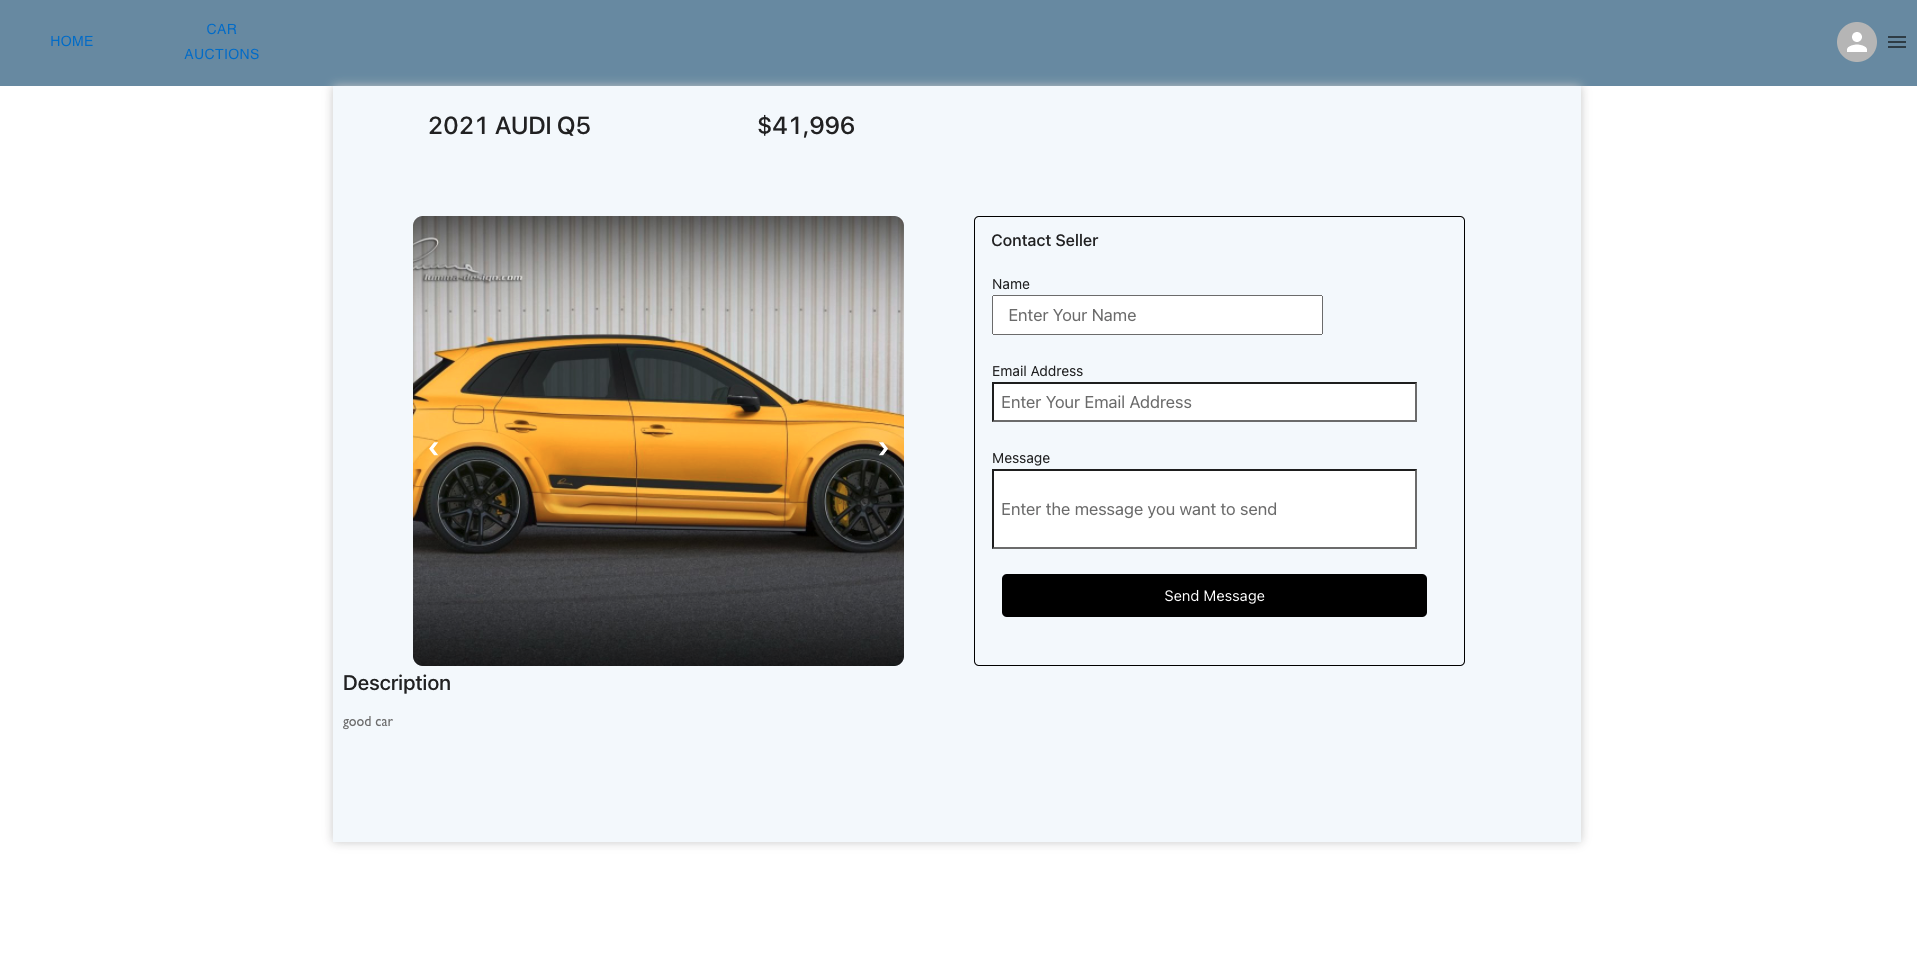 HOME
CAR
AUCTIONS
2021 AUDI Q5
$41,996
Contact Seller
Name
Enter Your Name
Email Address
Enter Your Email Address
Message
Enter the message you want to send
Send Message
Description
good car